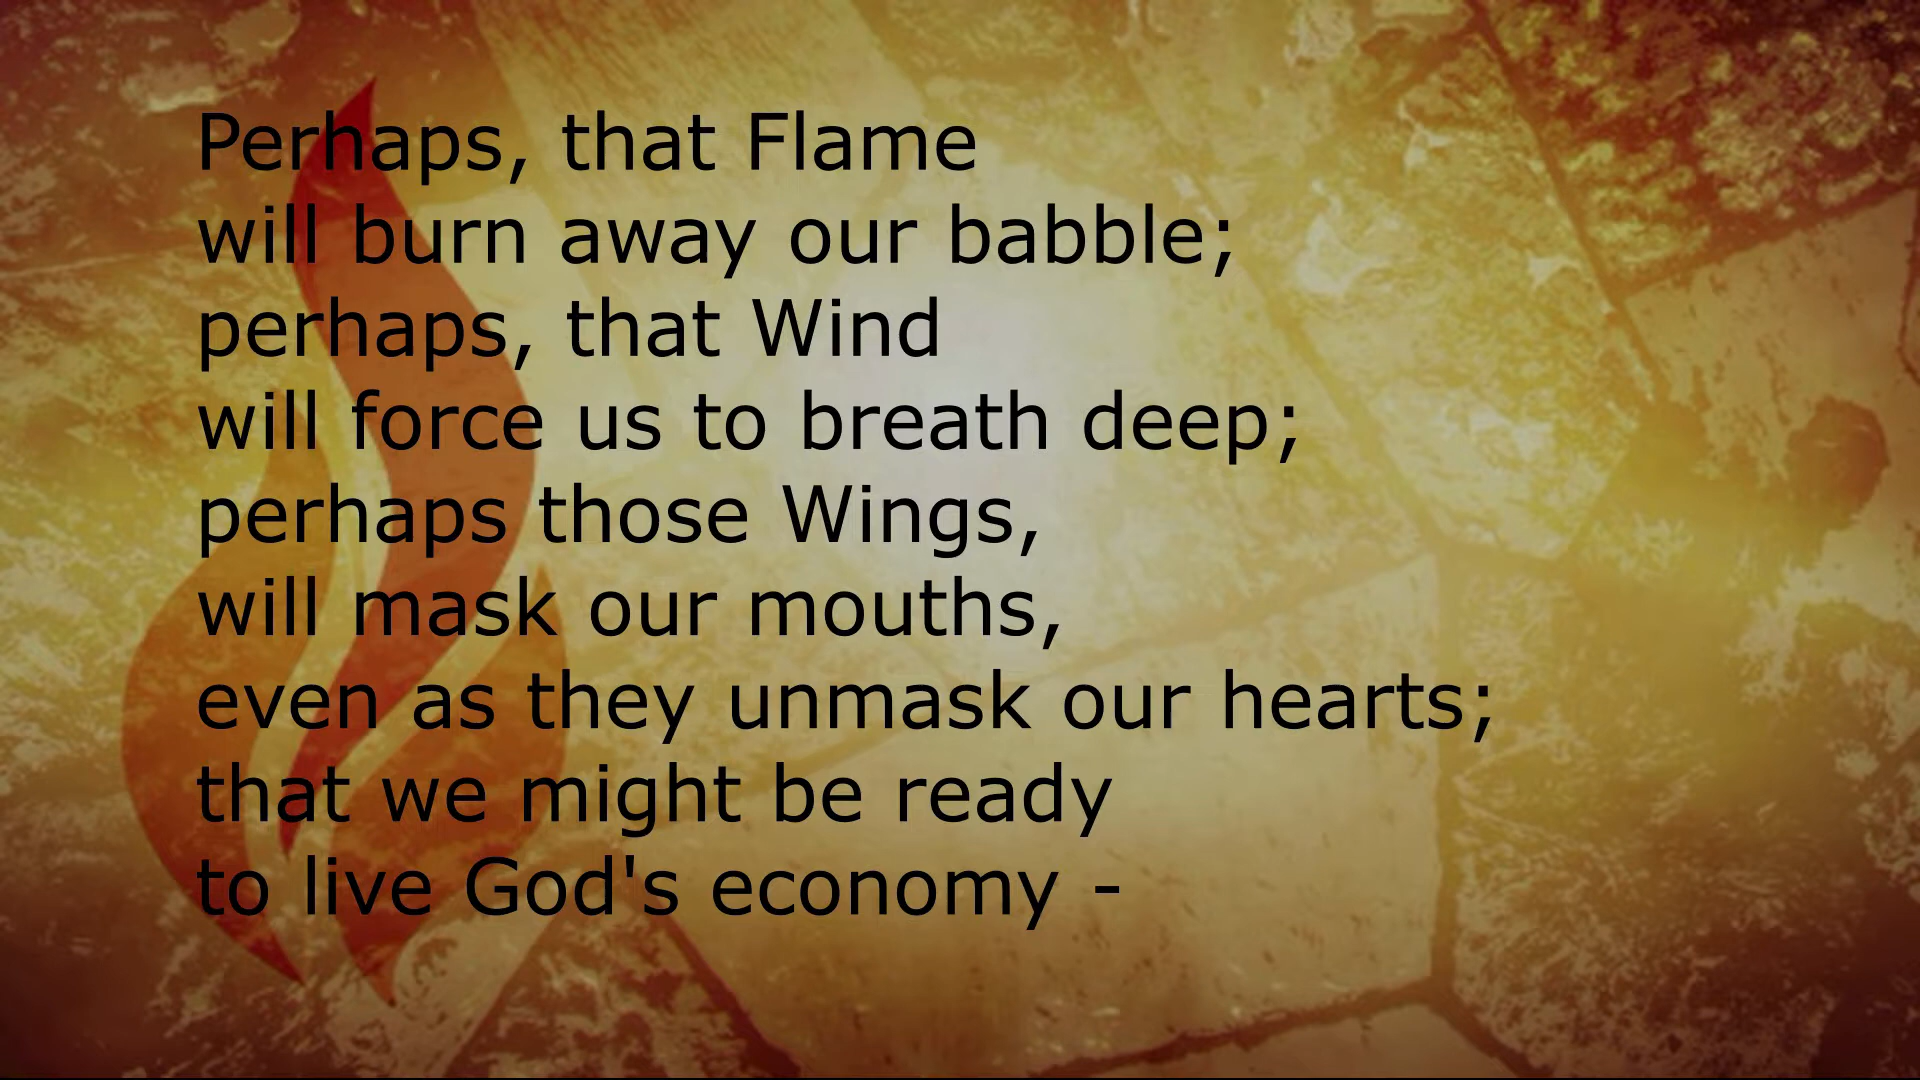 Perhaps, that Flame
will burn away our babble;
perhaps, that Wind
will force us to breath deep;
perhaps those Wings,
will mask our mouths,
even as they unmask our hearts;
that we might be ready
to live God's economy -